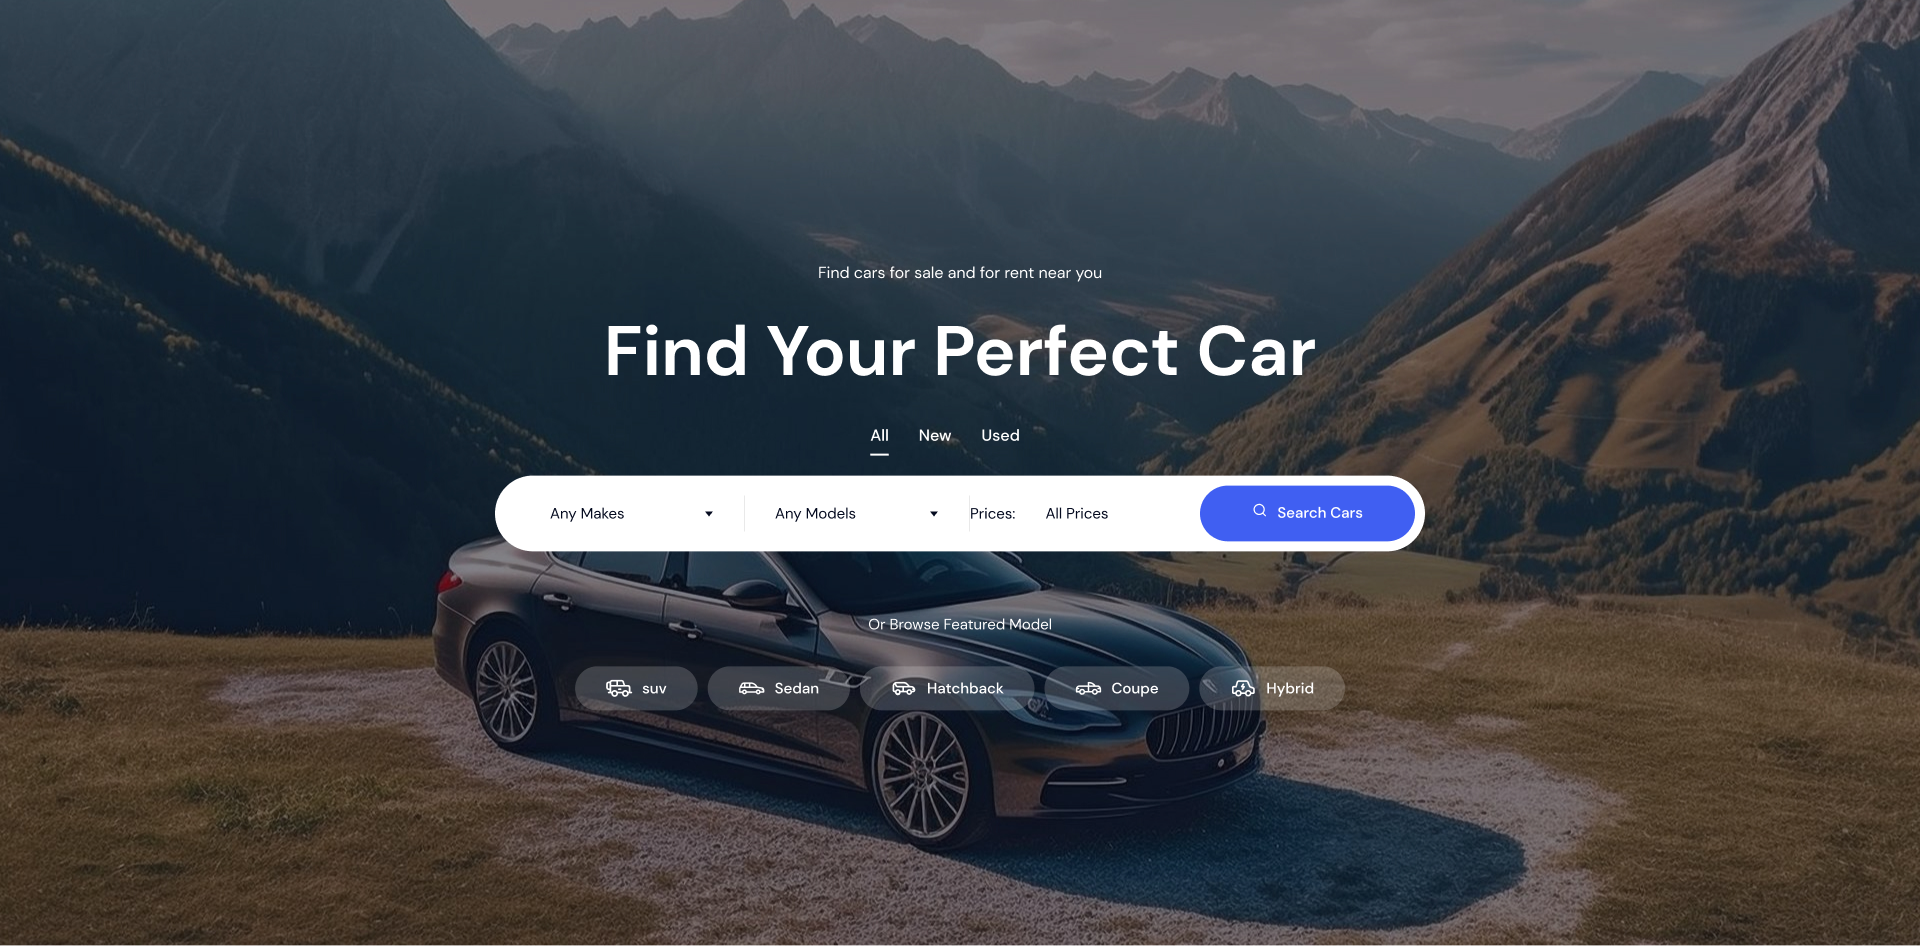 Find cars for sale and for rent near you
Find Your Perfect Car
All New Used
Any Makes Any Models Prices: All Prices Search Cars
Or Browse Featured Model
suv Sedan Hatchback Coupe Hybrid